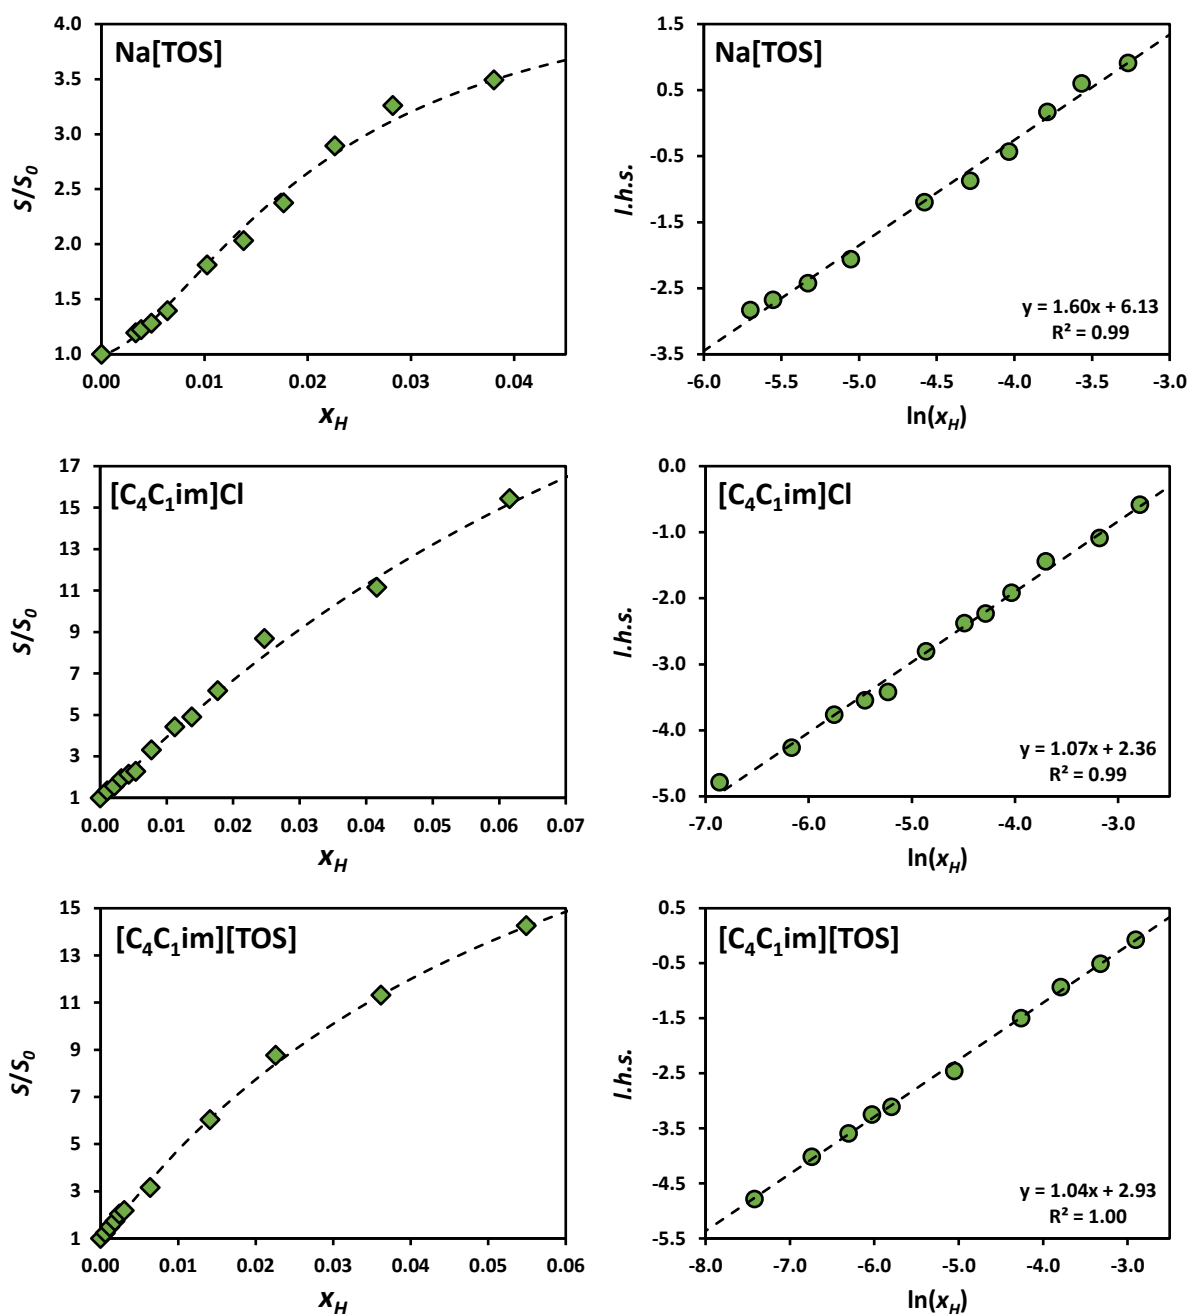 Na[TOS]
S/S0
4.0
3.5
3.0
2.5
2.0
1.5
1.0
0.00 0.01 0.02 0.03 0.04
xH
Na[TOS]
l.h.s.
1.5
0.5
-0.5
-1.5
-2.5
-3.5
y = 1.60x + 6.13
R² = 0.99
-6.0 -5.5 -5.0 -4.5 -4.0 -3.5 -3.0
ln(xH)
[C4C1im]Cl
S/S0
17
15
13
11
9
7
5
3
1
0.00 0.01 0.02 0.03 0.04 0.05 0.06 0.07
xH
[C4C1im]Cl
l.h.s.
0.0
-1.0
-2.0
-3.0
-4.0
-5.0
y = 1.07x + 2.36
R² = 0.99
-7.0 -6.0 -5.0 -4.0 -3.0
ln(xH)
[C4C1im][TOS]
S/S0
15
13
11
9
7
5
3
1
0.00 0.01 0.02 0.03 0.04 0.05 0.06
xH
[C4C1im][TOS]
l.h.s.
0.5
-0.5
-1.5
-2.5
-3.5
-4.5
-5.5
y = 1.04x + 2.93
R² = 1.00
-8.0 -7.0 -6.0 -5.0 -4.0 -3.0
ln(xH)